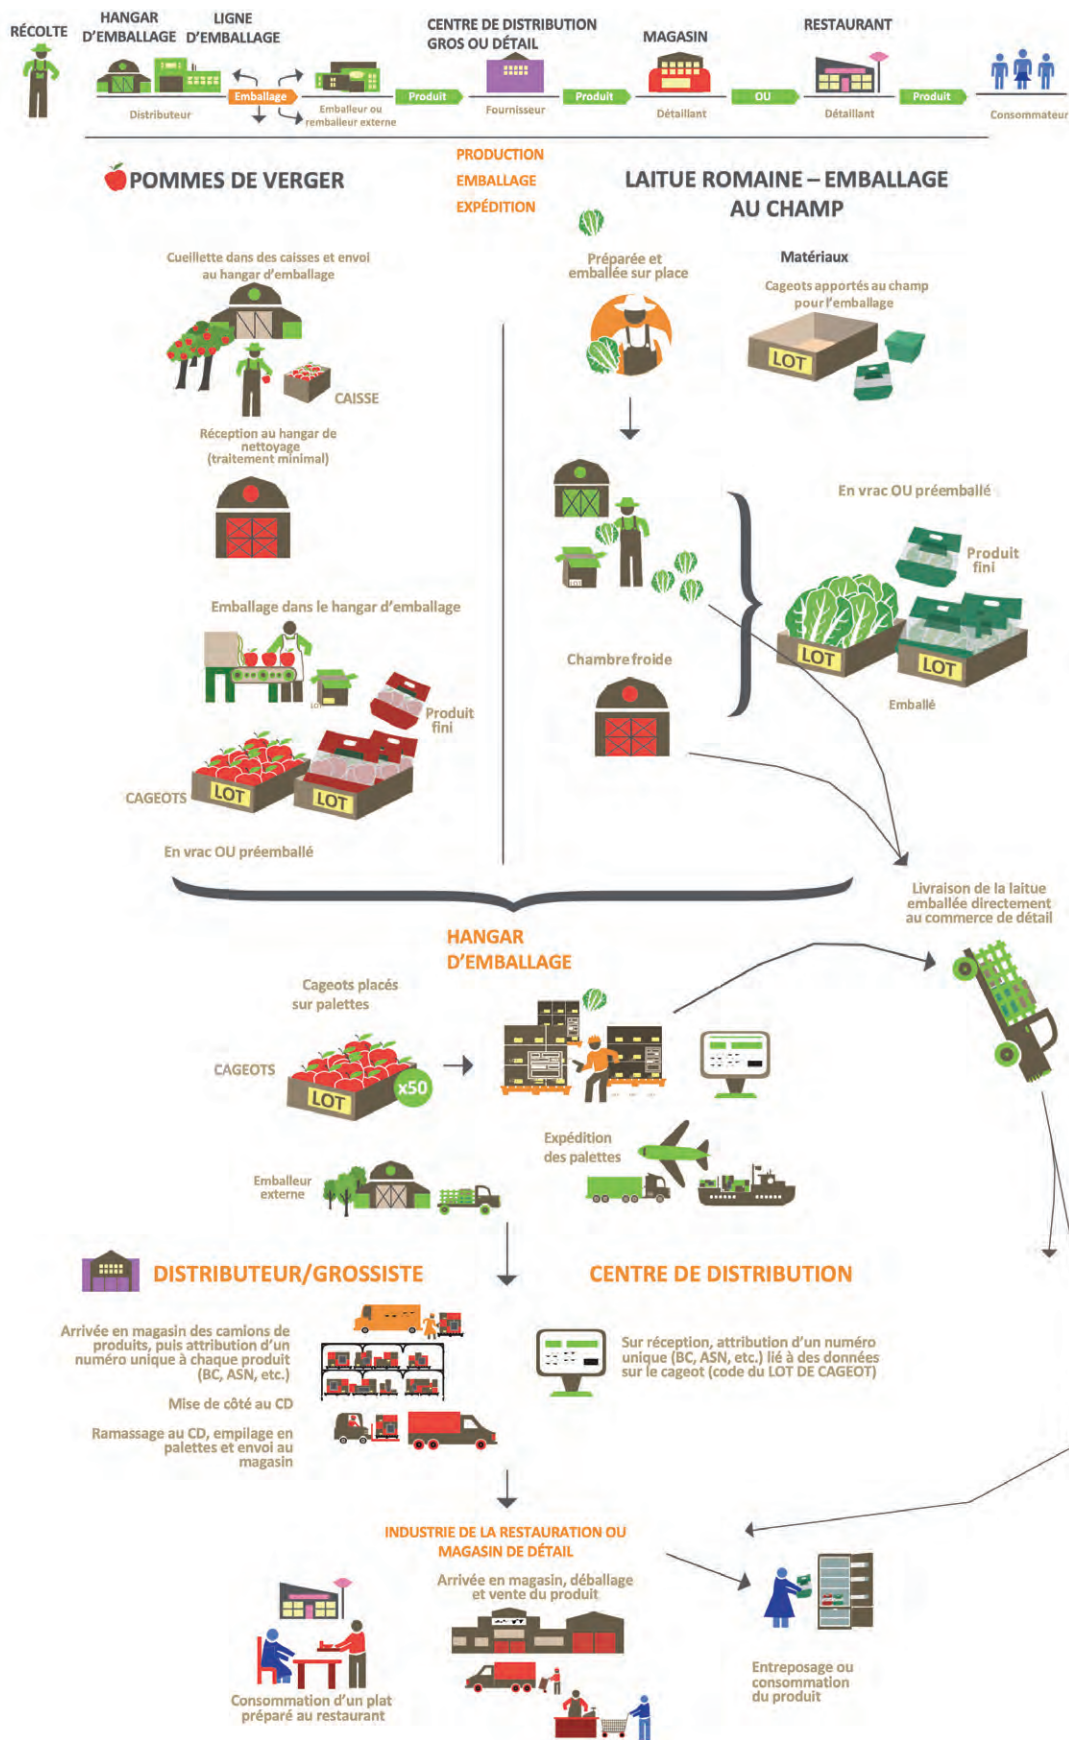 RÉCOLTE
HANGAR
D'EMBALLAGE
LIGNE
D'EMBALLAGE
CENTRE DE DISTRIBUTION
GROS OU DÉTAIL
MAGASIN
RESTAURANT
Emballage
Produit
Produit
OU
Produit
Distributeur
Emballeur ou
remballeur externe
Fournisseur
Détaillant
Détaillant
Consommateur
PRODUCTION
EMBALLAGE
EXPÉDITION
POMMES DE VERGER
Cueillette dans des caisses et envoi
au hangar d'emballage
CAISSE
Réception au hangar de
nettoyage
(traitement minimal)
Emballage dans le hangar d'emballage
LOT
Produit
fini
CAGEOTS
LOT
LOT
En vrac OU préemballé
LAITUE ROMAINE – EMBALLAGE
AU CHAMP
Préparée et
emballée sur place
Matériaux
Cageots apportés au champ
pour l'emballage
LOT
LOT
En vrac OU préemballé
Produit
fini
LOT
LOT
Emballé
Chambre froide
Livraison de la laitue
emballée directement
au commerce de détail
HANGAR
D'EMBALLAGE
Cageots placés
sur palettes
CAGEOTS
LOT
x50
Expédition
des palettes
Emballeur
externe
DISTRIBUTEUR/GROSSISTE
Arrivée en magasin des camions de
produits, puis attribution d'un
numéro unique à chaque produit
(BC, ASN, etc.)
Mise de côté au CD
Ramassage au CD, empilage en
palettes et envoi au
magasin
CENTRE DE DISTRIBUTION
Sur réception, attribution d'un numéro
unique (BC, ASN, etc.) lié à des données
sur le cageot (code du LOT DE CAGEOT)
INDUSTRIE DE LA RESTAURATION OU
MAGASIN DE DÉTAIL
Arrivée en magasin, déballage
et vente du produit
Consommation d'un plat
préparé au restaurant
Entreposage ou
consommation
du produit